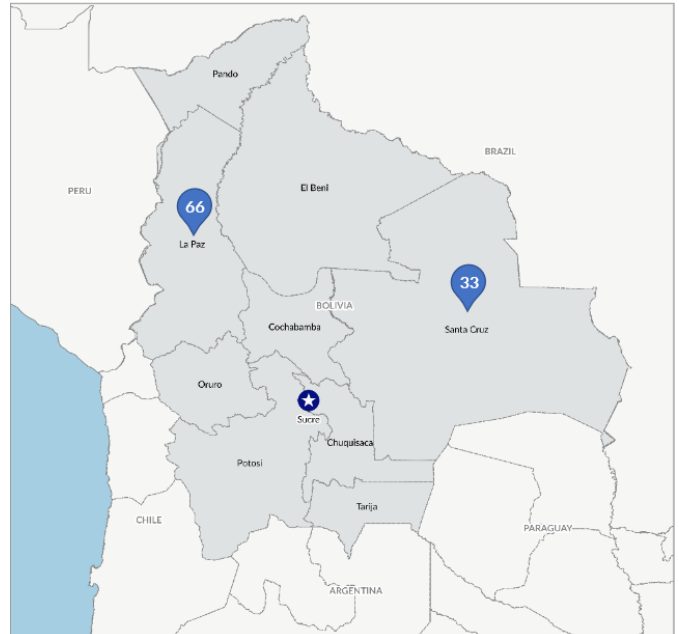 Pando
BRAZIL
El Beni
PERU
66
La Paz
33
BOLIVIA
Cochabamba
Santa Cruz
Oruro
Sucre
Chuquisaca
Potosi
Tarija
CHILE
PARAGUAY
ARGENTINA